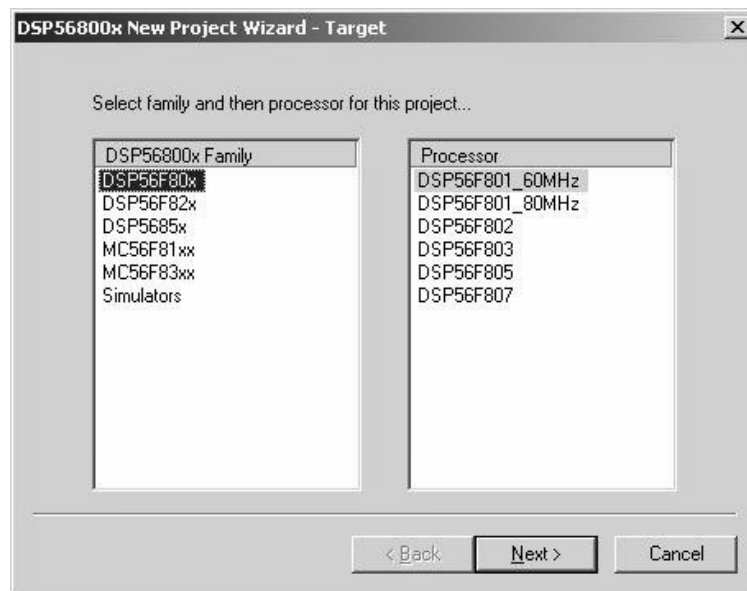 DSP56800x New Project Wizard - Target
Select family and then processor for this project...
DSP56800x Family
DSP56F80x
DSP56F82x
DSP5685x
MC56F81xx
MC56F83xx
Simulators
Processor
DSP56F801_60MHz
DSP56F801_80MHz
DSP56F802
DSP56F803
DSP56F805
DSP56F807
< Back
Next >
Cancel